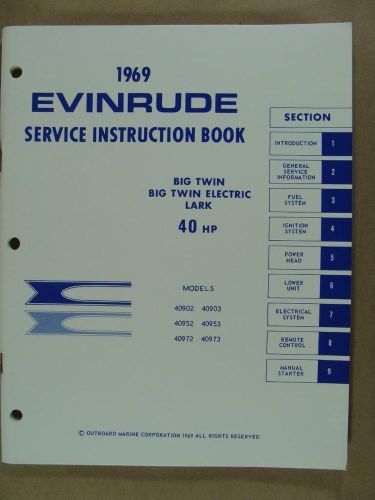 1969
EVINRUDE
SERVICE INSTRUCTION BOOK
BIG TWIN
BIG TWIN ELECTRIC
LARK
40 HP
MODELS
40902 40903
40952 40953
40972 40973
SECTION
INTRODUCTION 1
GENERAL
SERVICE 2
INFORMATION
FUEL 3
SYSTEM
IGNITION 4
SYSTEM
POWER 5
HEAD
LOWER 6
UNIT
ELECTRICAL 7
SYSTEM
REMOTE 8
CONTROL
MANUAL 9
STARTER
© OUTBOARD MARINE CORPORATION 1969 ALL RIGHTS RESERVED